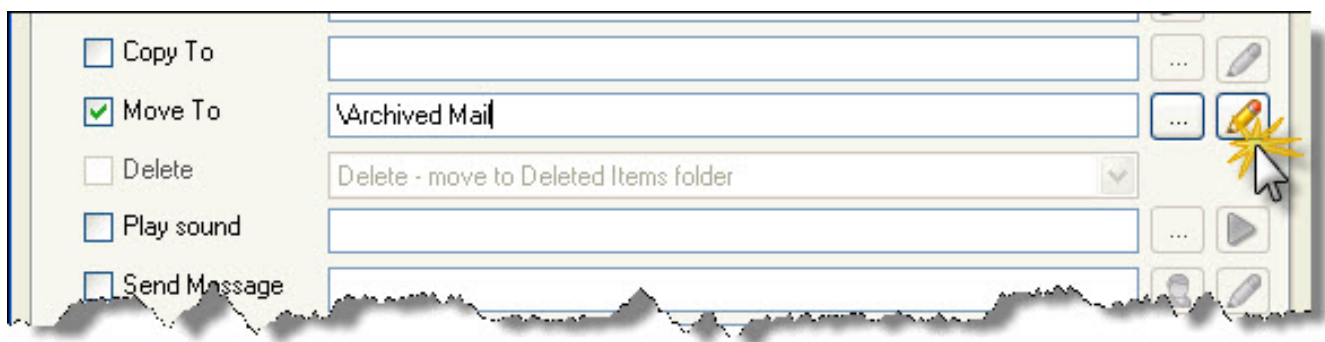 Copy To
...
Move To
\Archived Mail
...
Delete
Delete - move to Deleted Items folder
Play sound
...
Send Message